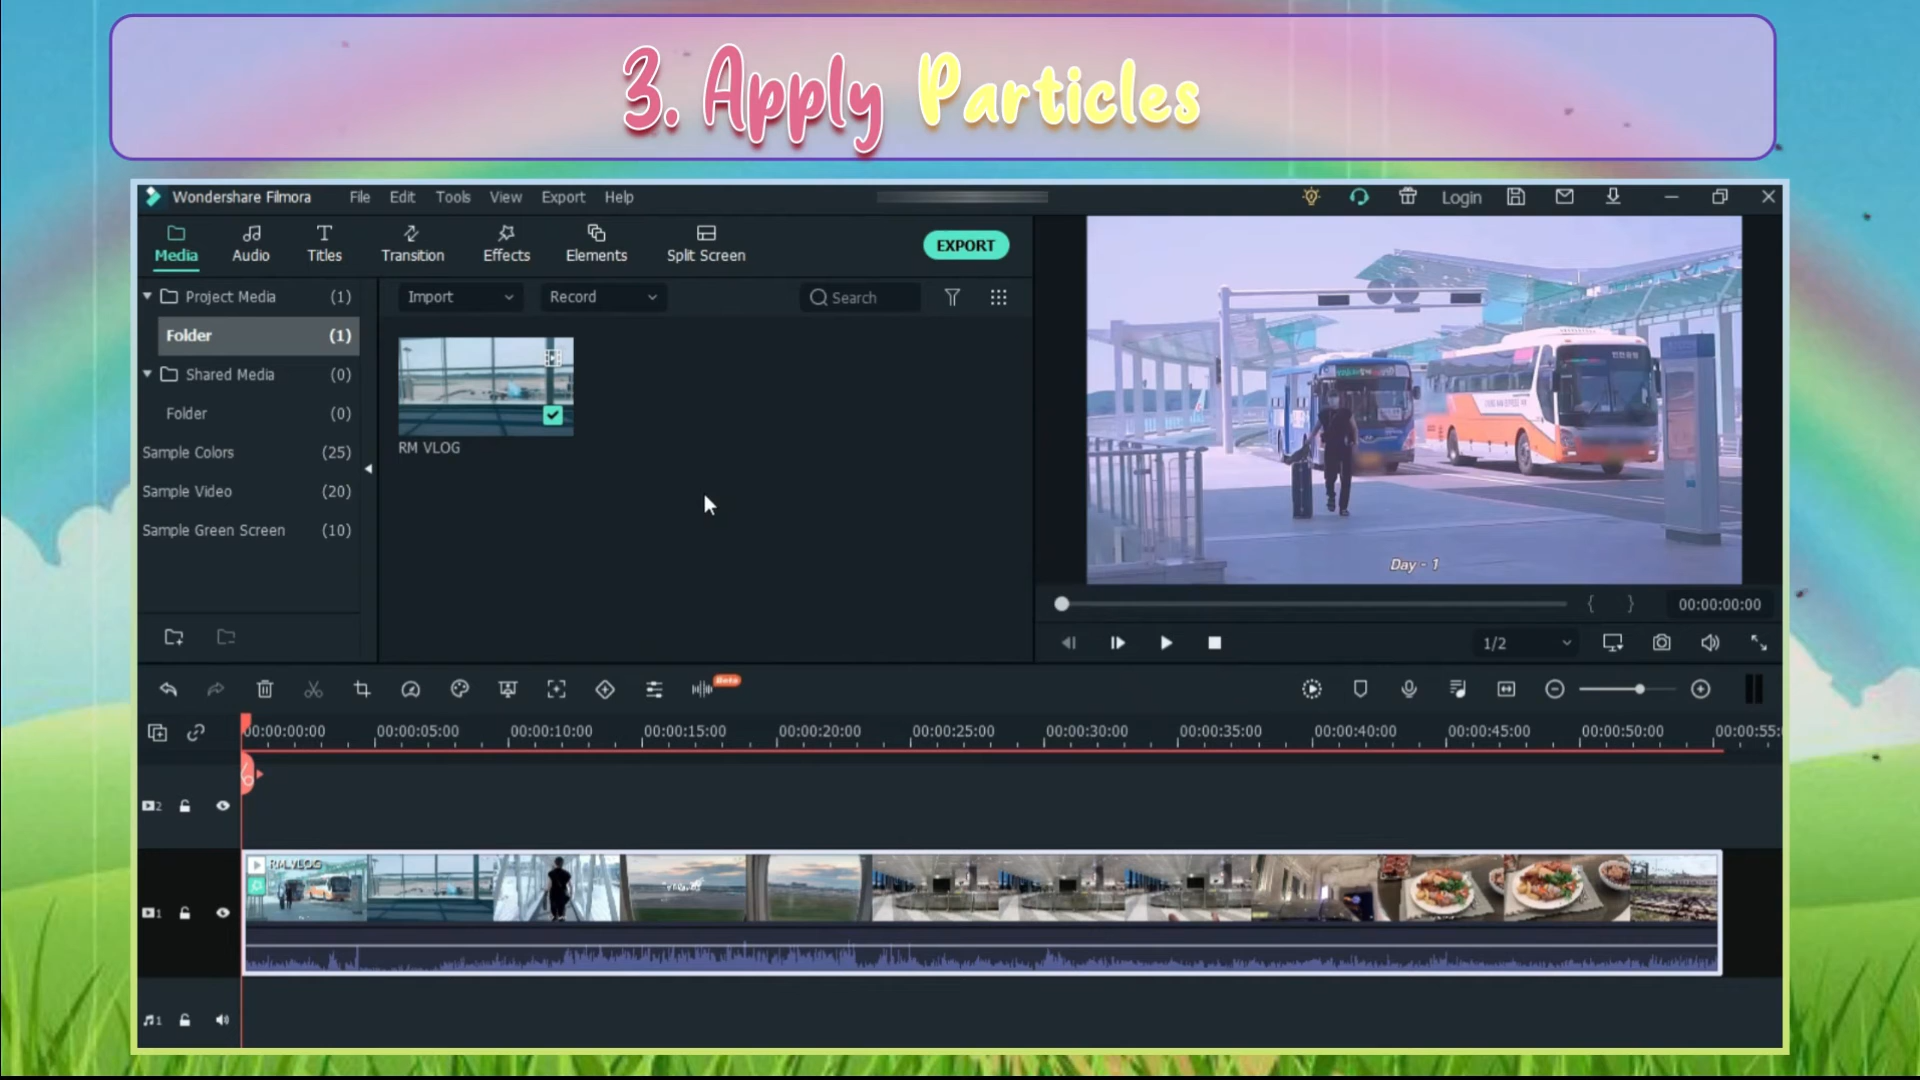 3. Apply Particles
Wondershare Filmora File Edit Tools View Export Help Login
Media Audio Titles Transition Effects Elements Split Screen EXPORT
Project Media (1) Import Record Search
Folder (1)
Shared Media (0)
Folder (0)
RM VLOG
Sample Colors (25)
Sample Video (20)
Sample Green Screen (10)
Day - 1
{ } 00:00:00:00
1/2
Beta
00:00:00:00 00:00:05:00 00:00:10:00 00:00:15:00 00:00:20:00 00:00:25:00 00:00:30:00 00:00:35:00 00:00:40:00 00:00:45:00 00:00:50:00 00:00:55:
2
RM VLOG
1
1